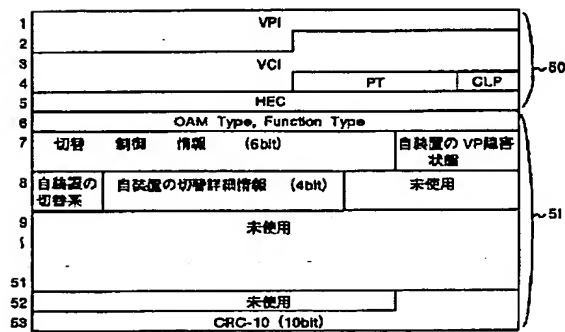 1 VPI
2
3 VCI
4 PT CLP
5 HEC
6 OAM Type, Function Type
7 切替 制御 情報 (6bit) 自装置の VP障害
状態
8 自装置の 自装置の切替詳細情報 (4bit) 未使用
切替系
9 未使用
51
52 未使用
53 CRC-10 (10bit)
50
51